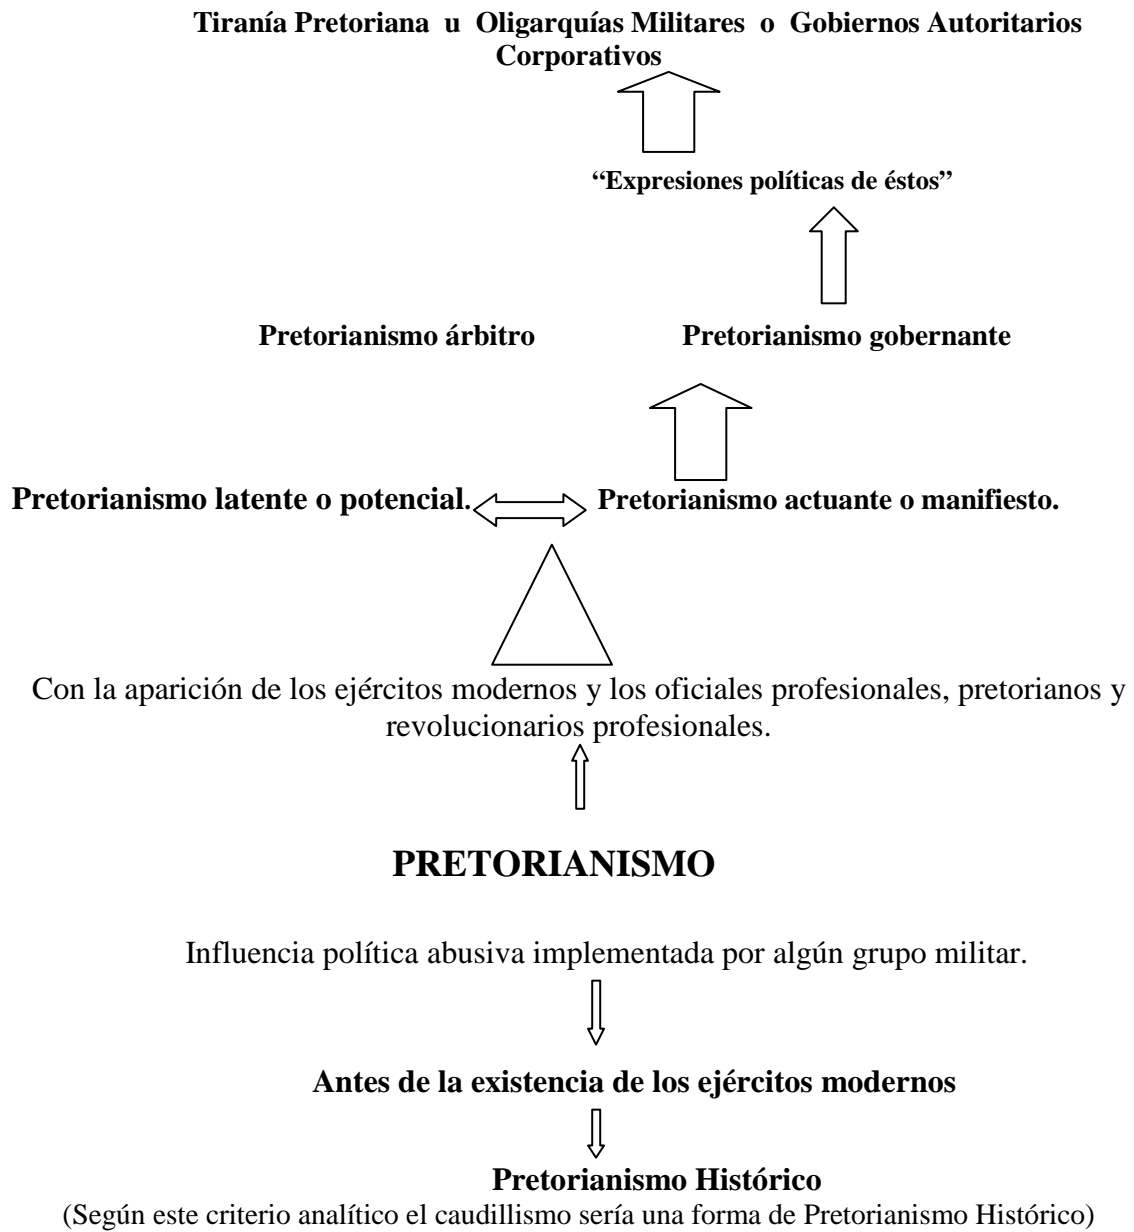 Tiranía Pretoriana u Oligarquías Militares o Gobiernos Autoritarios
Corporativos
“Expresiones políticas de éstos”
Pretorianismo árbitro Pretorianismo gobernante
Pretorianismo latente o potencial. Pretorianismo actuante o manifiesto.
Con la aparición de los ejércitos modernos y los oficiales profesionales, pretorianos y
revolucionarios profesionales.
PRETORIANISMO
Influencia política abusiva implementada por algún grupo militar.
Antes de la existencia de los ejércitos modernos
Pretorianismo Histórico
(Según este criterio analítico el caudillismo sería una forma de Pretorianismo Histórico)